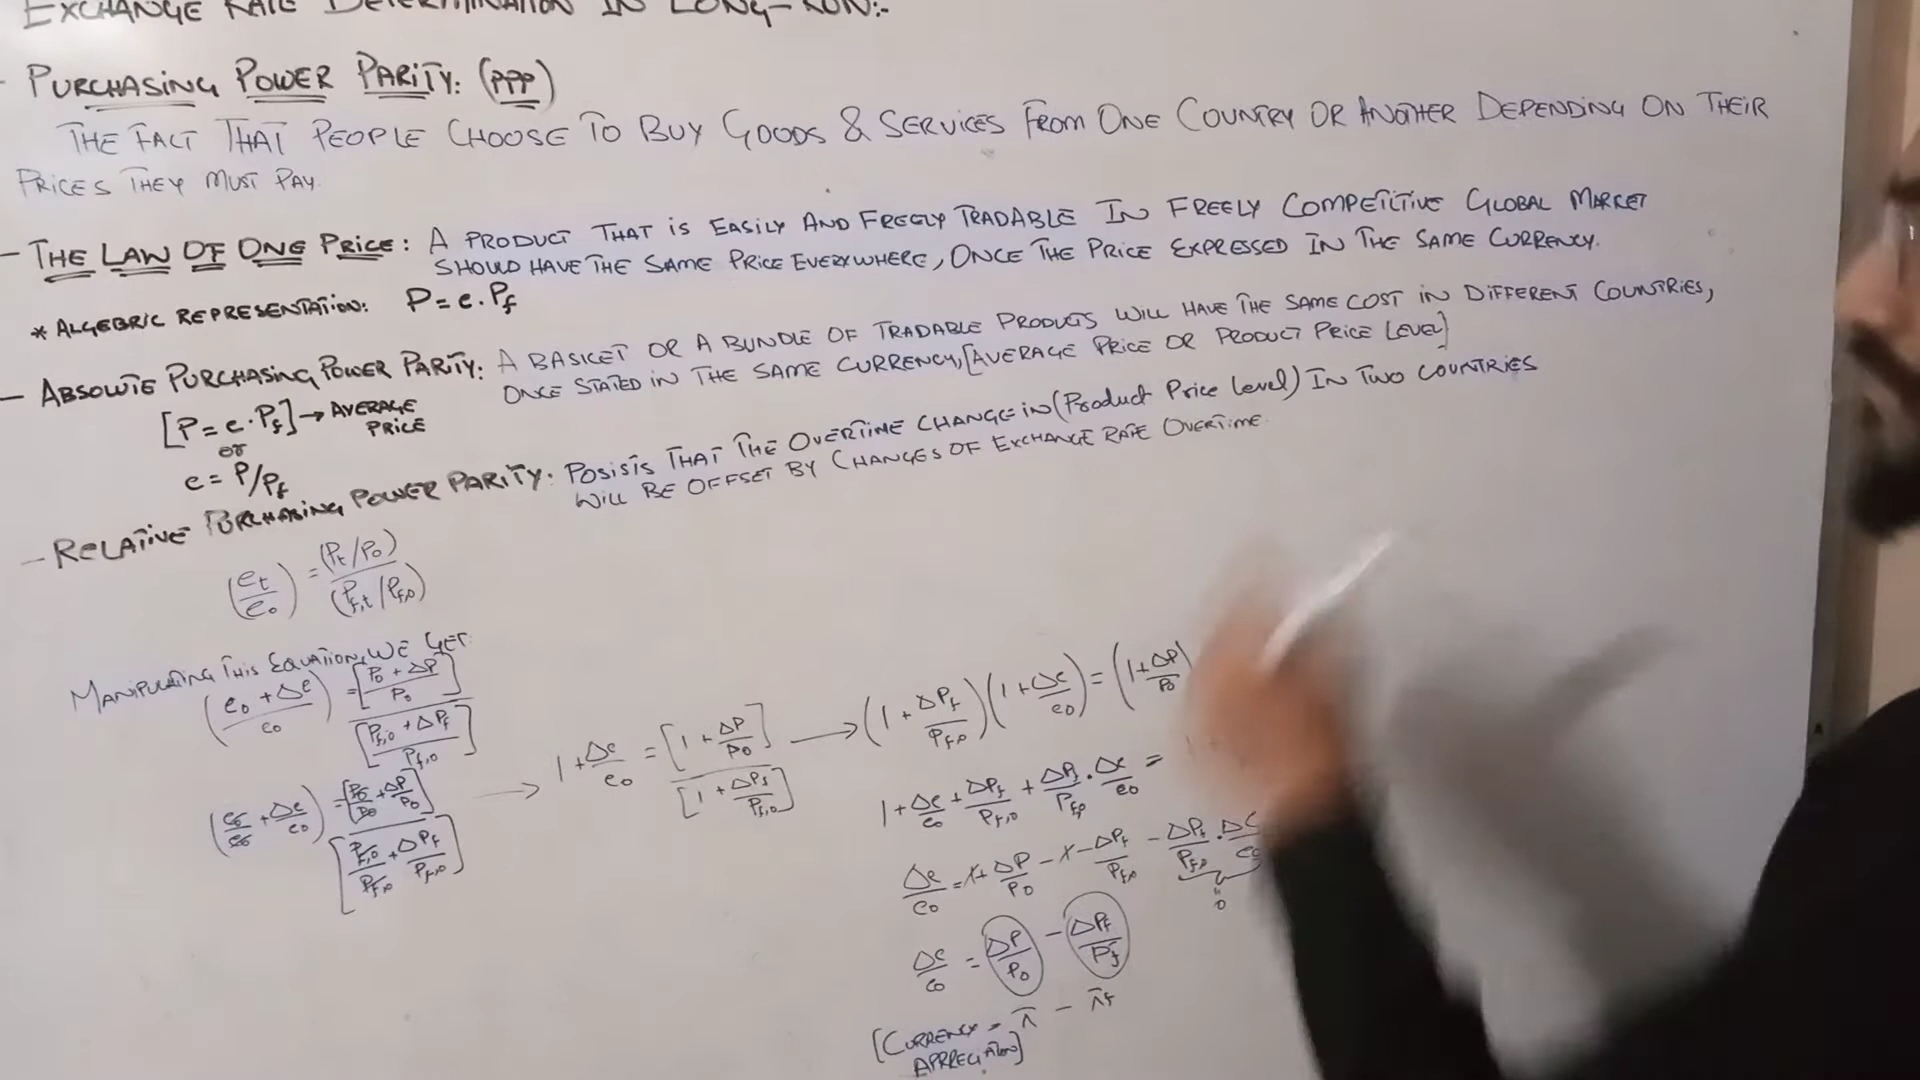 EXCHANGE RATE DETERMINATION IN LONG-RUN:-
- PURCHASING POWER PARITY: (PPP)
THE FACT THAT PEOPLE CHOOSE TO BUY GOODS & SERVICES FROM ONE COUNTRY OR ANOTHER DEPENDING ON THEIR
PRICES THEY MUST PAY.
- THE LAW OF ONE PRICE: A PRODUCT THAT IS EASILY AND FREELY TRADABLE IN FREELY COMPETITIVE GLOBAL MARKET
SHOULD HAVE THE SAME PRICE EVERYWHERE, ONCE THE PRICE EXPRESSED IN THE SAME CURRENCY.
* ALGEBRIC REPRESENTATION: P = e . Pf
- ABSOLUTE PURCHASING POWER PARITY: A BASKET OR A BUNDLE OF TRADABLE PRODUCTS WILL HAVE THE SAME COST IN DIFFERENT COUNTRIES,
ONCE STATED IN THE SAME CURRENCY, [AVERAGE PRICE OR PRODUCT PRICE LEVEL]
[P = e . Pf] → AVERAGE PRICE
or
e = P/Pf
- RELATIVE PURCHASING POWER PARITY: POSISTS THAT THE OVERTIME CHANGE IN (Product Price level) IN TWO COUNTRIES
WILL BE OFFSET BY CHANGES OF EXCHANGE RATE OVERTIME.
(et/e0) = (Pt/P0) / (Pf,t/Pf,0)
MANIPULATING THIS EQUATION, WE GET:
((e0 + Δe)/e0) = [(P0 + ΔP)/P0] / [(Pf,0 + ΔPf)/Pf,0]
(e0/e0 + Δe/e0) = [P0/P0 + ΔP/P0] / [Pf,0/Pf,0 + ΔPf/Pf,0]
→ 1 + Δe/e0 = [1 + ΔP/P0] / [1 + ΔPf/Pf,0]
→ (1 + ΔPf/Pf,0)(1 + Δe/e0) = (1 + ΔP/P0)
1 + Δe/e0 + ΔPf/Pf,0 + ΔPf/Pf,0 . Δe/e0 =
Δe/e0 = 1 + ΔP/P0 - 1 - ΔPf/Pf,0 - ΔPf/Pf,0 . Δe/e0
" 0
Δe/e0 = ΔP/P0 - ΔPf/Pf
[CURRENCY APRRECIATION] = π - πf